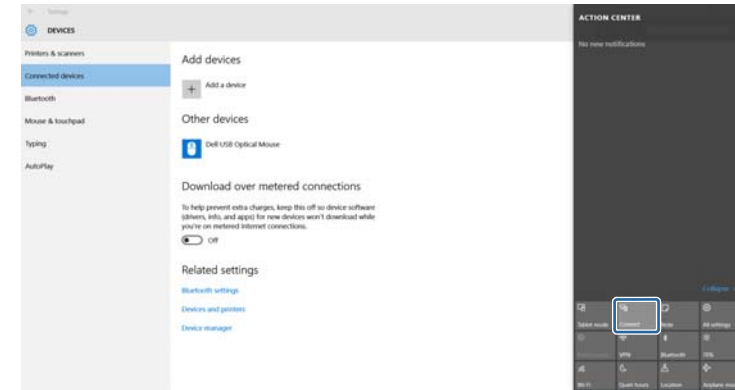 Settings
DEVICES
Printers & scanners
Connected devices
Bluetooth
Mouse & touchpad
Typing
AutoPlay
Add devices
Add a device
Other devices
Dell USB Optical Mouse
Download over metered connections
To help prevent extra charges, keep this off so device software
(drivers, info, and apps) for new devices won't download while
you're on metered Internet connections.
Off
Related settings
Bluetooth settings
Devices and printers
Device manager
ACTION CENTER
No new notifications
Collapse
Tablet mode
Connect
Note
All settings
VPN
Bluetooth
Wi-Fi
Quiet hours
Location
Airplane mode